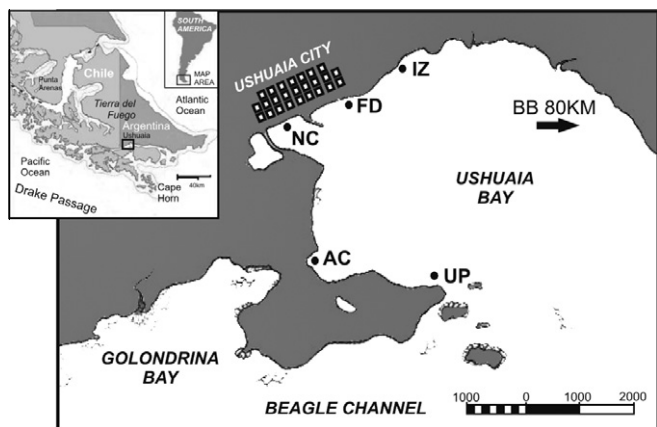 SOUTH
AMERICA
MAP
AREA
Chile
Punta
Arenas
Atlantic
Ocean
Tierra del
Fuego
Argentina
Ushuaia
Pacific
Ocean
Cape
Horn
40km
Drake Passage
USHUAIA CITY
IZ
FD
NC
BB 80KM
USHUAIA
BAY
AC
UP
GOLONDRINA
BAY
BEAGLE CHANNEL
1000 0 1000 2000